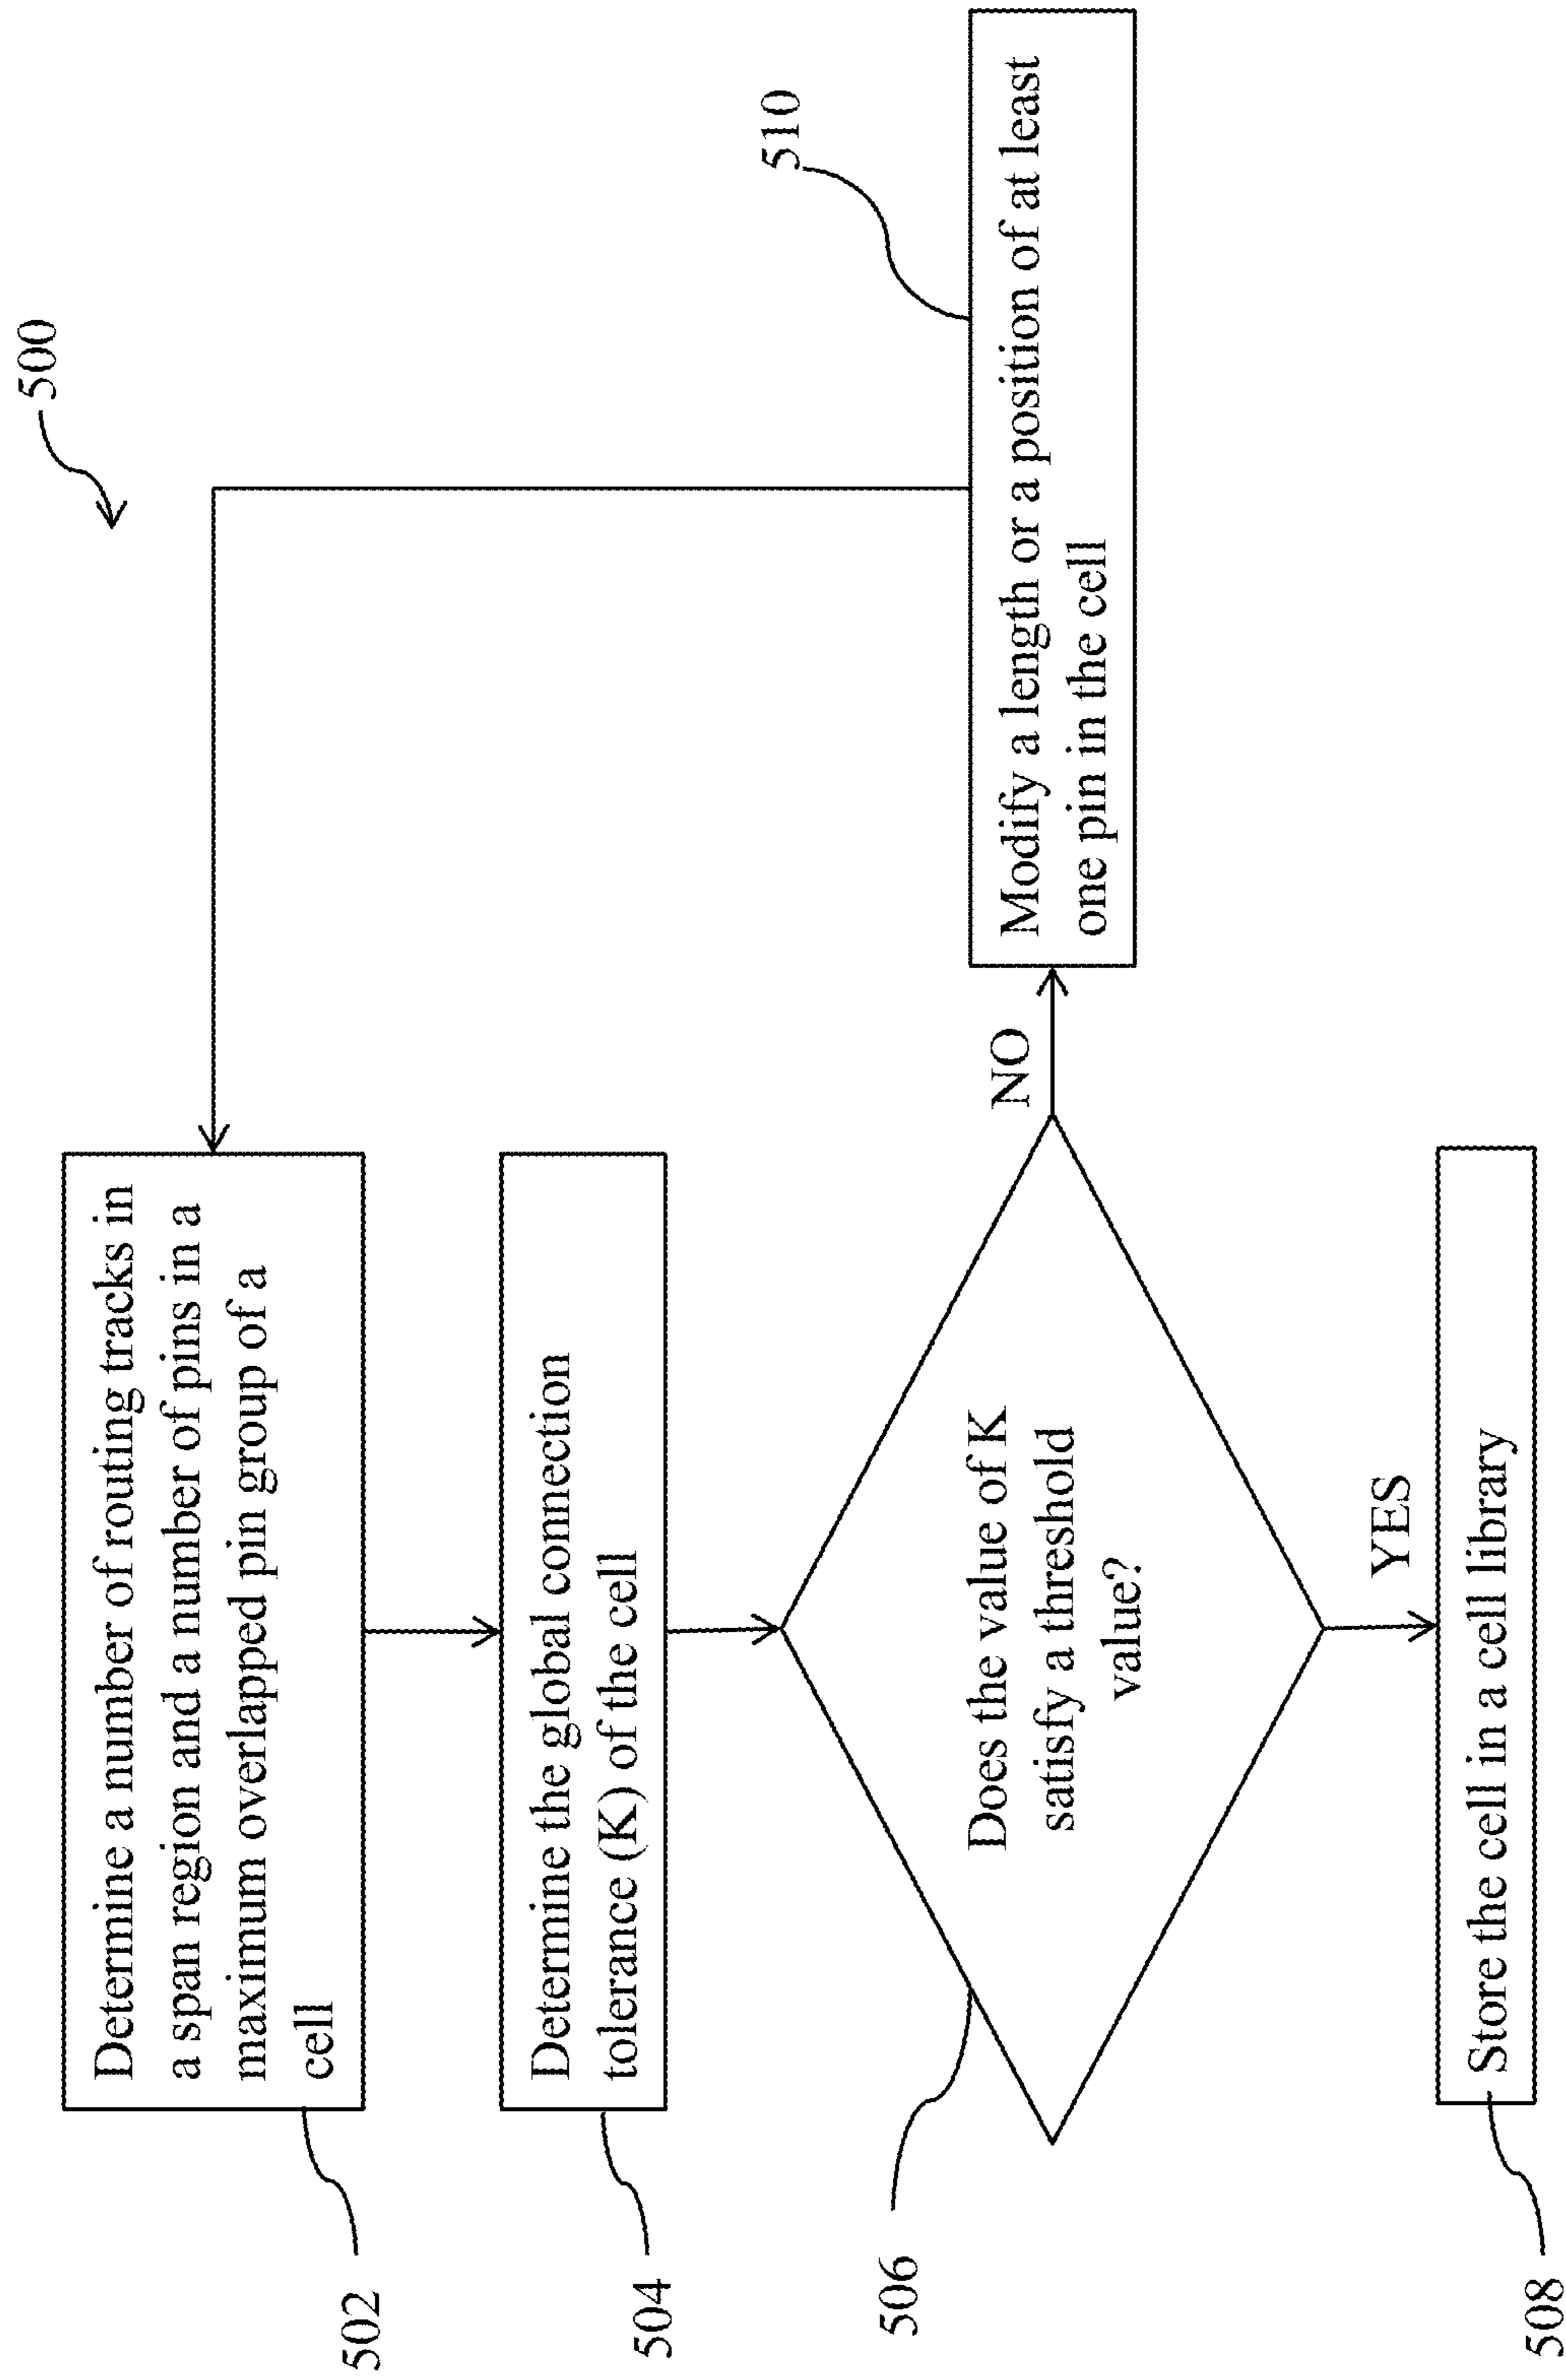 500
502
Determine a number of routing tracks in
a span region and a number of pins in a
maximum overlapped pin group of a
cell
504
Determine the global connection
tolerance (K) of the cell
506
Does the value of K
satisfy a threshold
value?
NO
510
Modify a length or a position of at least
one pin in the cell
YES
508
Store the cell in a cell library